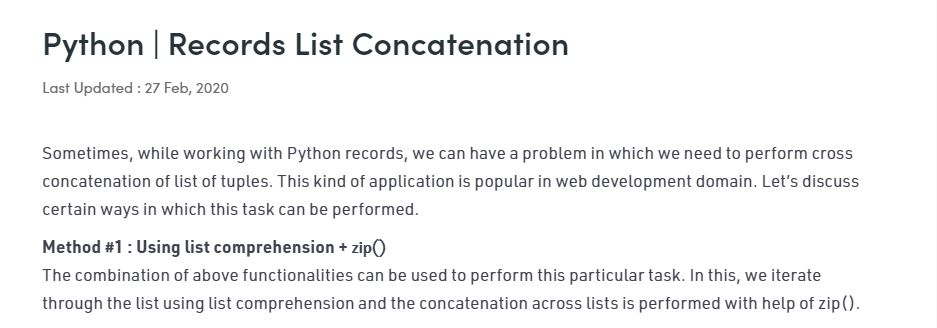 Python | Records List Concatenation
Last Updated : 27 Feb, 2020
Sometimes, while working with Python records, we can have a problem in which we need to perform cross
concatenation of list of tuples. This kind of application is popular in web development domain. Let’s discuss
certain ways in which this task can be performed.
Method #1 : Using list comprehension + zip()
The combination of above functionalities can be used to perform this particular task. In this, we iterate
through the list using list comprehension and the concatenation across lists is performed with help of zip().